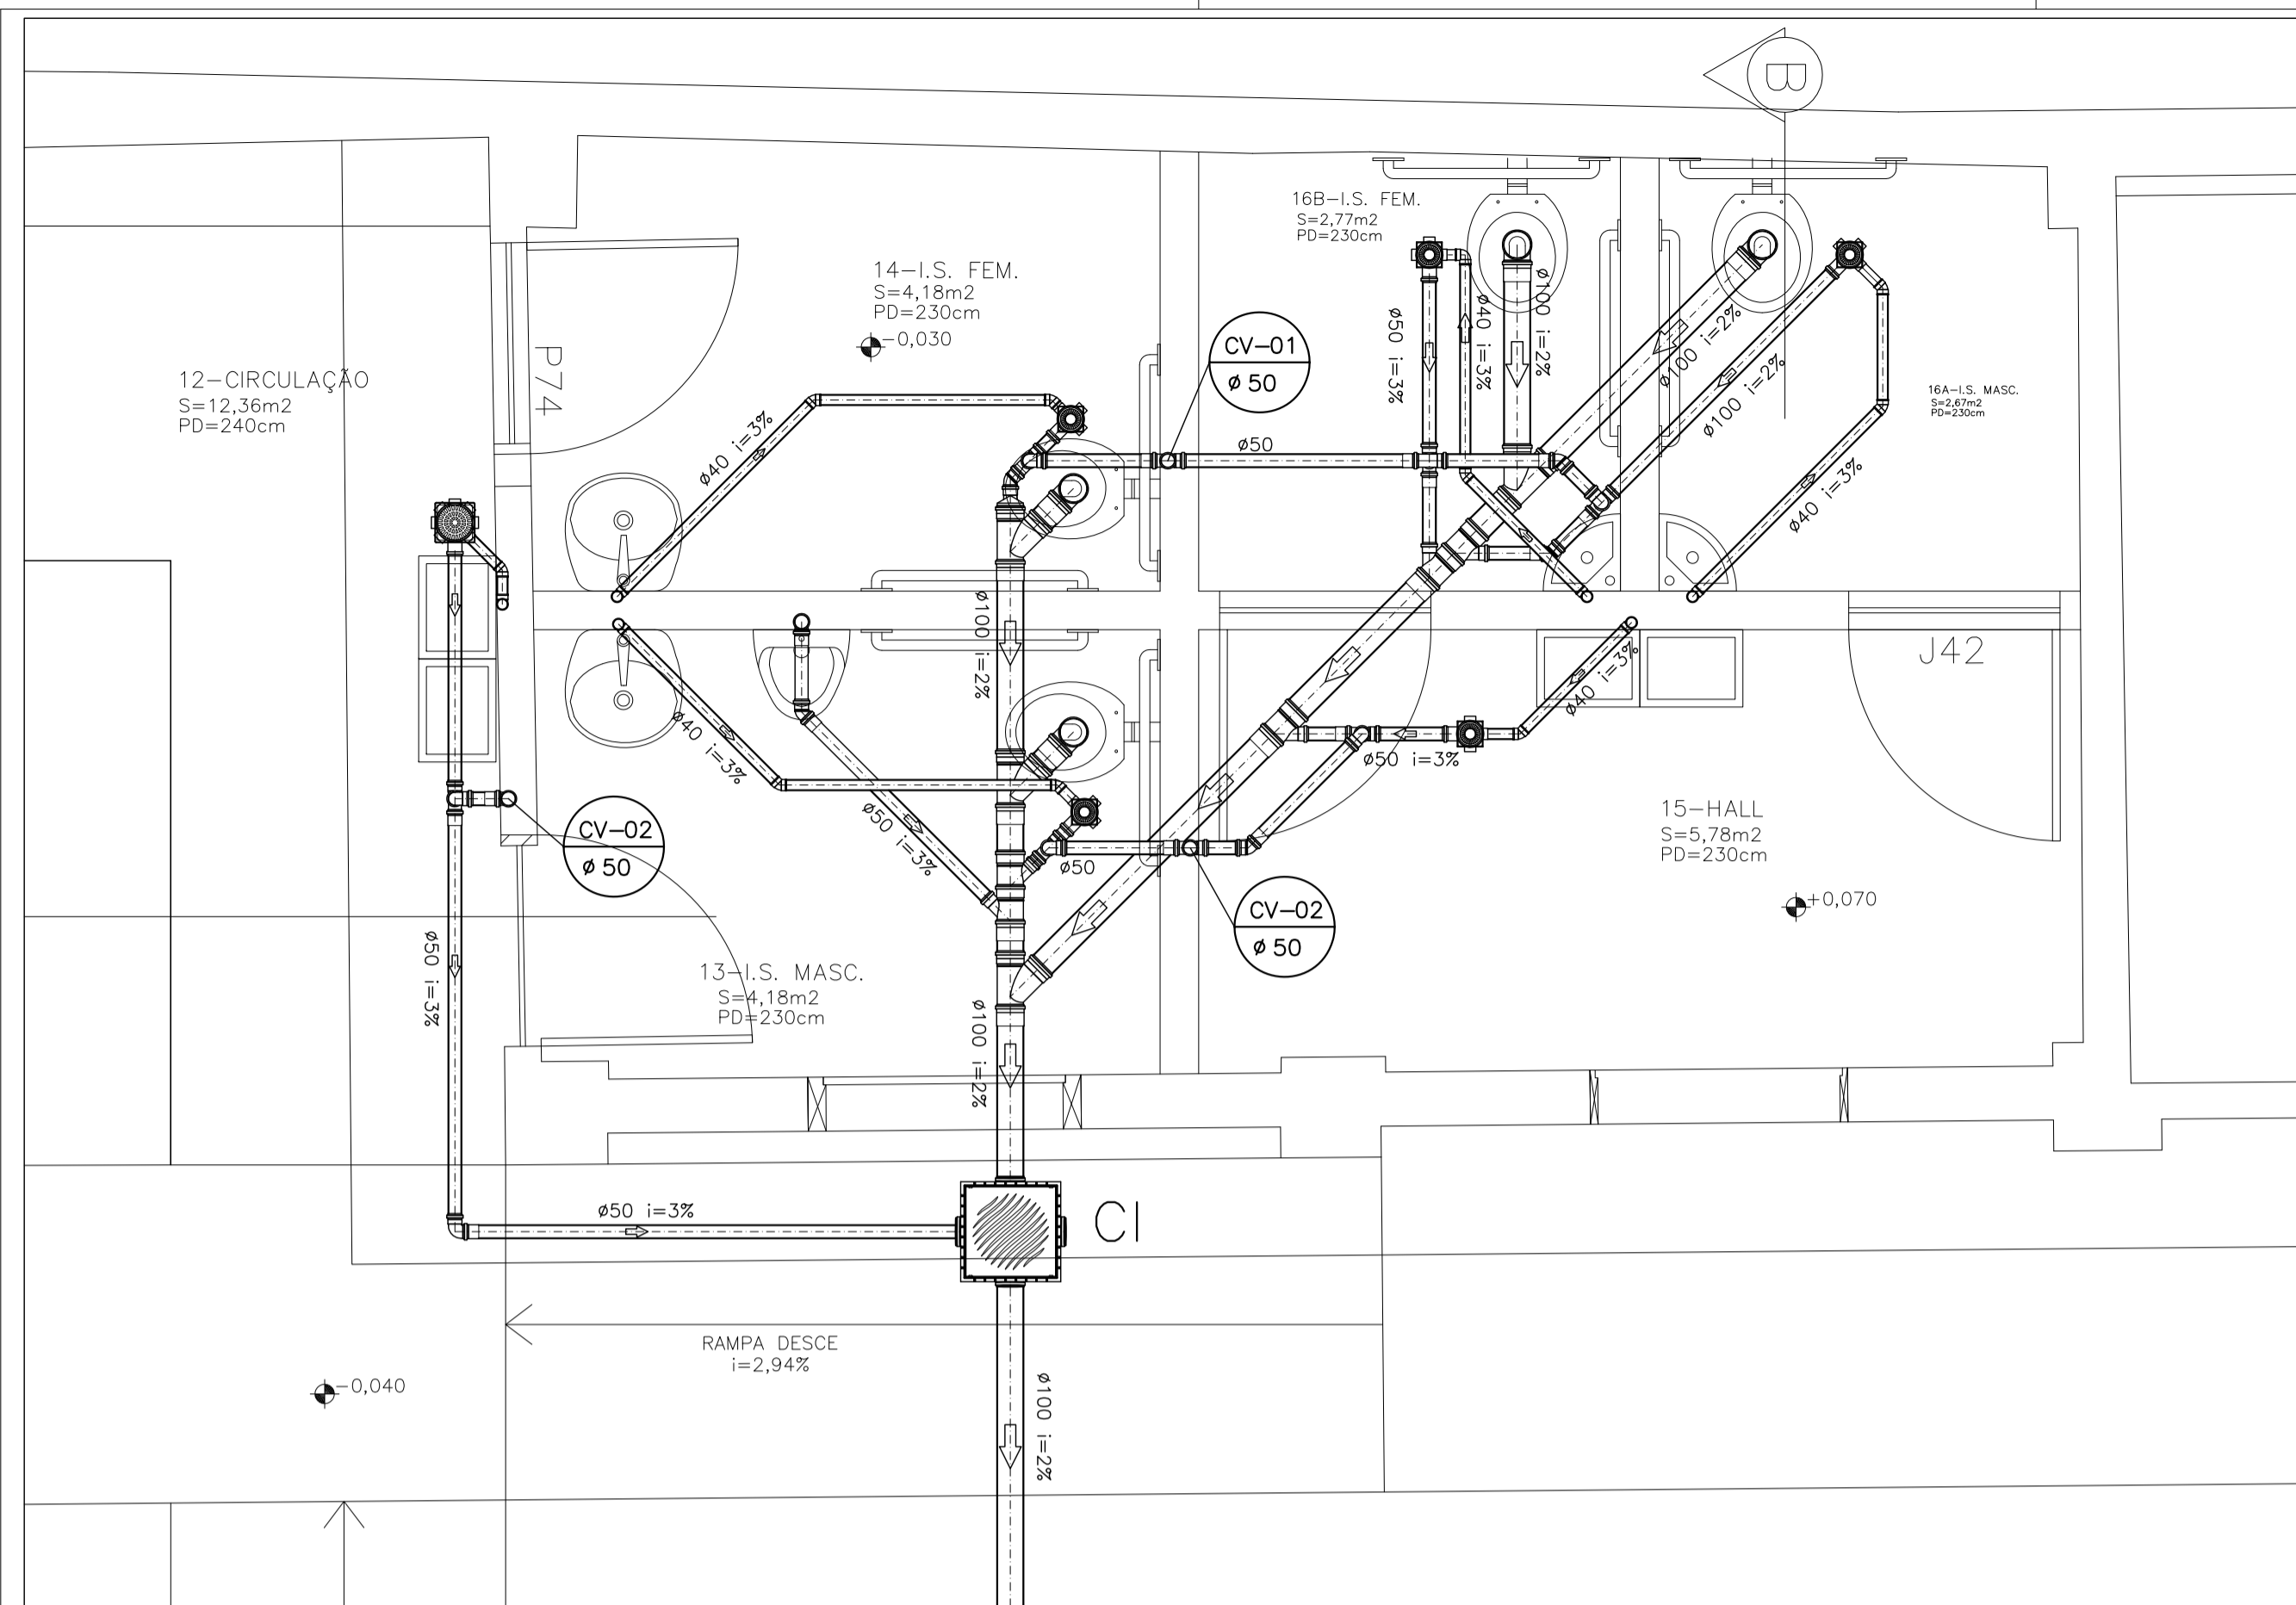 B
16B-I.S. FEM.
S=2,77m2
PD=230cm
14-I.S. FEM.
S=4,18m2
PD=230cm
-0,030
P74
12-CIRCULAÇÃO
S=12,36m2
PD=240cm
CV-01
ø 50
ø50 i=3%
ø40 i=3%
ø100 i=2%
ø100 i=2%
ø100 i=2%
16A-I.S. MASC.
S=2,67m2
PD=230cm
ø40 i=3%
ø50
ø40 i=3%
ø100 i=2%
J42
ø40 i=3%
ø40 i=3%
ø50 i=3%
ø50 i=3%
CV-02
ø 50
ø50
15-HALL
S=5,78m2
PD=230cm
+0,070
CV-02
ø 50
ø50 i=3%
13-I.S. MASC.
S=4,18m2
PD=230cm
ø100 i=2%
ø50 i=3%
CI
RAMPA DESCE
i=2,94%
-0,040
ø100 i=2%